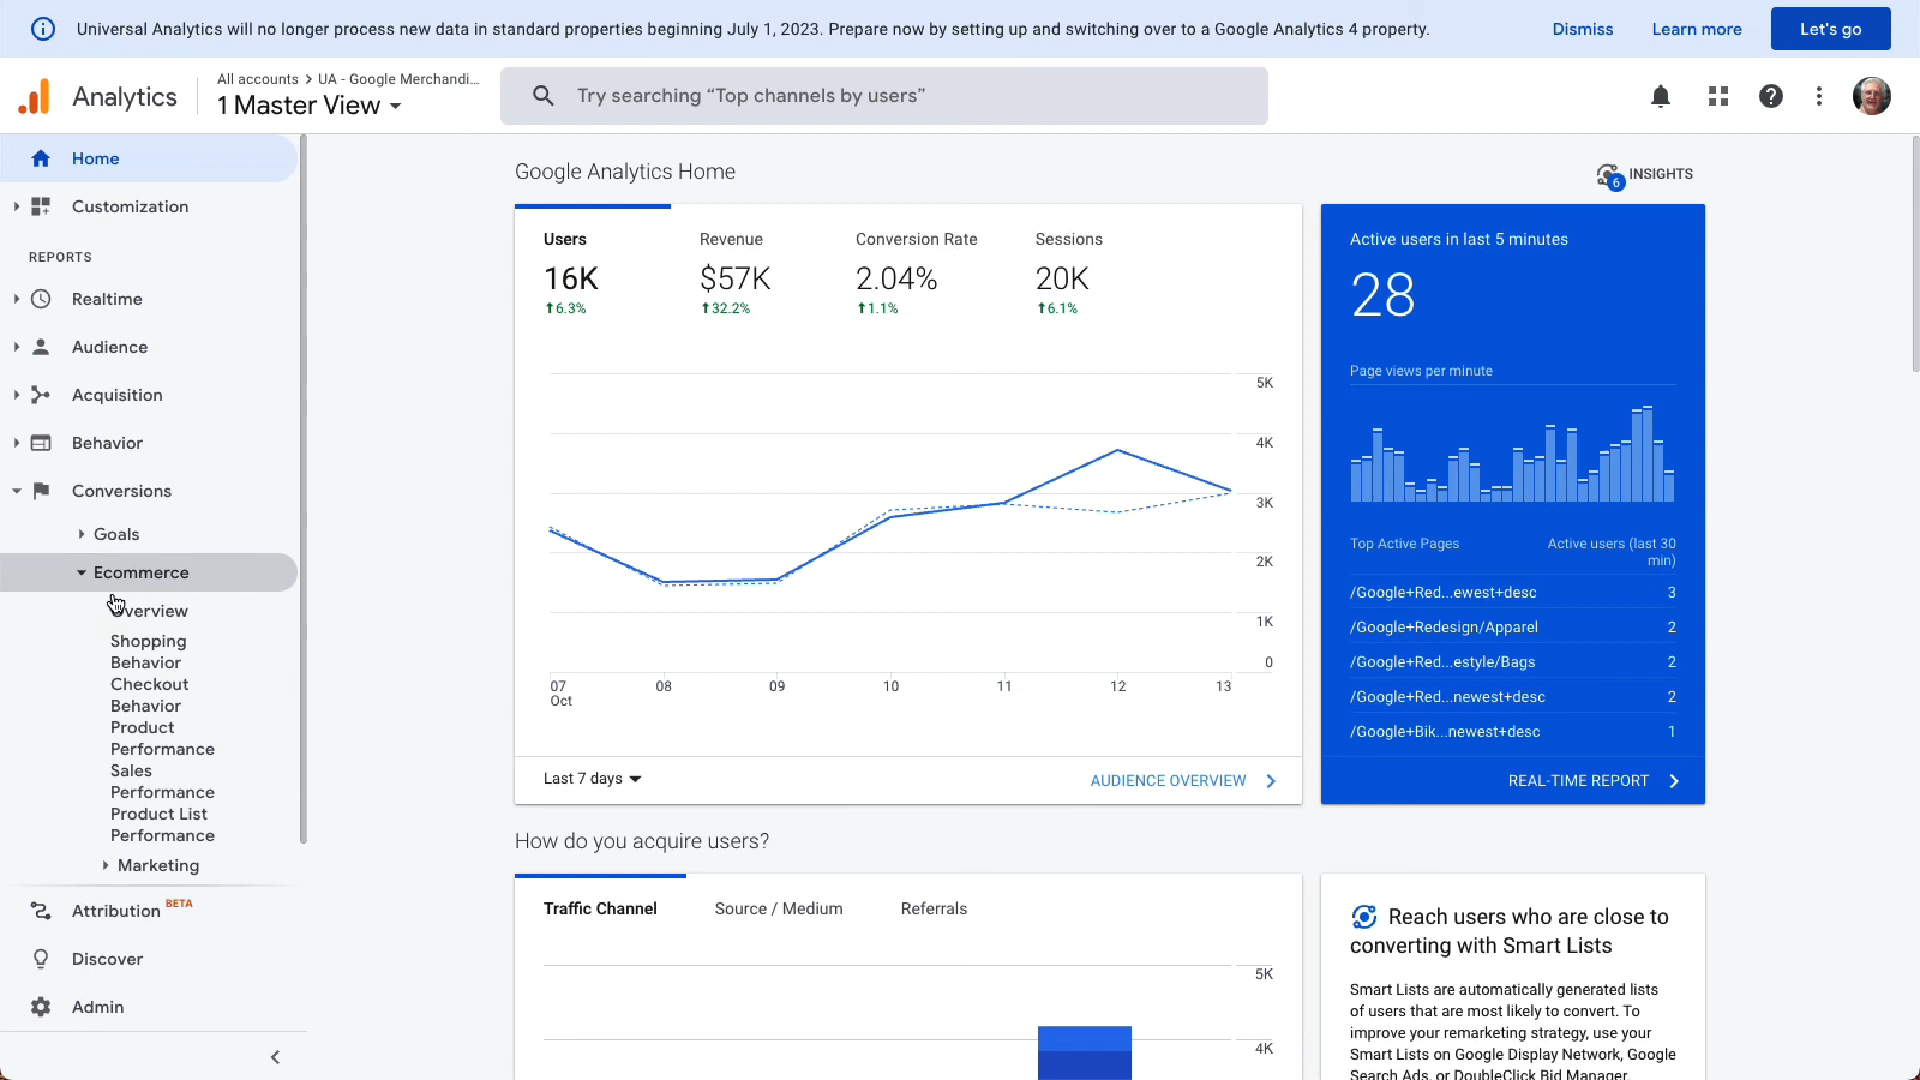 Universal Analytics will no longer process new data in standard properties beginning July 1, 2023. Prepare now by setting up and switching over to a Google Analytics 4 property.
Dismiss
Learn more
Let's go
Analytics
All accounts > UA - Google Merchandi...
1 Master View
Try searching “Top channels by users”
Home
Customization
REPORTS
Realtime
Audience
Acquisition
Behavior
Conversions
Goals
Ecommerce
Overview
Shopping
Behavior
Checkout
Behavior
Product
Performance
Sales
Performance
Product List
Performance
Marketing
Attribution BETA
Discover
Admin
Google Analytics Home
6
INSIGHTS
Users
16K
6.3%
Revenue
$57K
32.2%
Conversion Rate
2.04%
1.1%
Sessions
20K
6.1%
5K
4K
3K
2K
1K
0
07
Oct
08
09
10
11
12
13
Last 7 days
AUDIENCE OVERVIEW
Active users in last 5 minutes
28
Page views per minute
Top Active Pages
Active users (last 30
min)
/Google+Red...ewest+desc 3
/Google+Redesign/Apparel 2
/Google+Red...estyle/Bags 2
/Google+Red...newest+desc 2
/Google+Bik...newest+desc 1
REAL-TIME REPORT
How do you acquire users?
Traffic Channel
Source / Medium
Referrals
5K
4K
Reach users who are close to
converting with Smart Lists
Smart Lists are automatically generated lists
of users that are most likely to convert. To
improve your remarketing strategy, use your
Smart Lists on Google Display Network, Google
Search Ads, or DoubleClick Bid Manager.